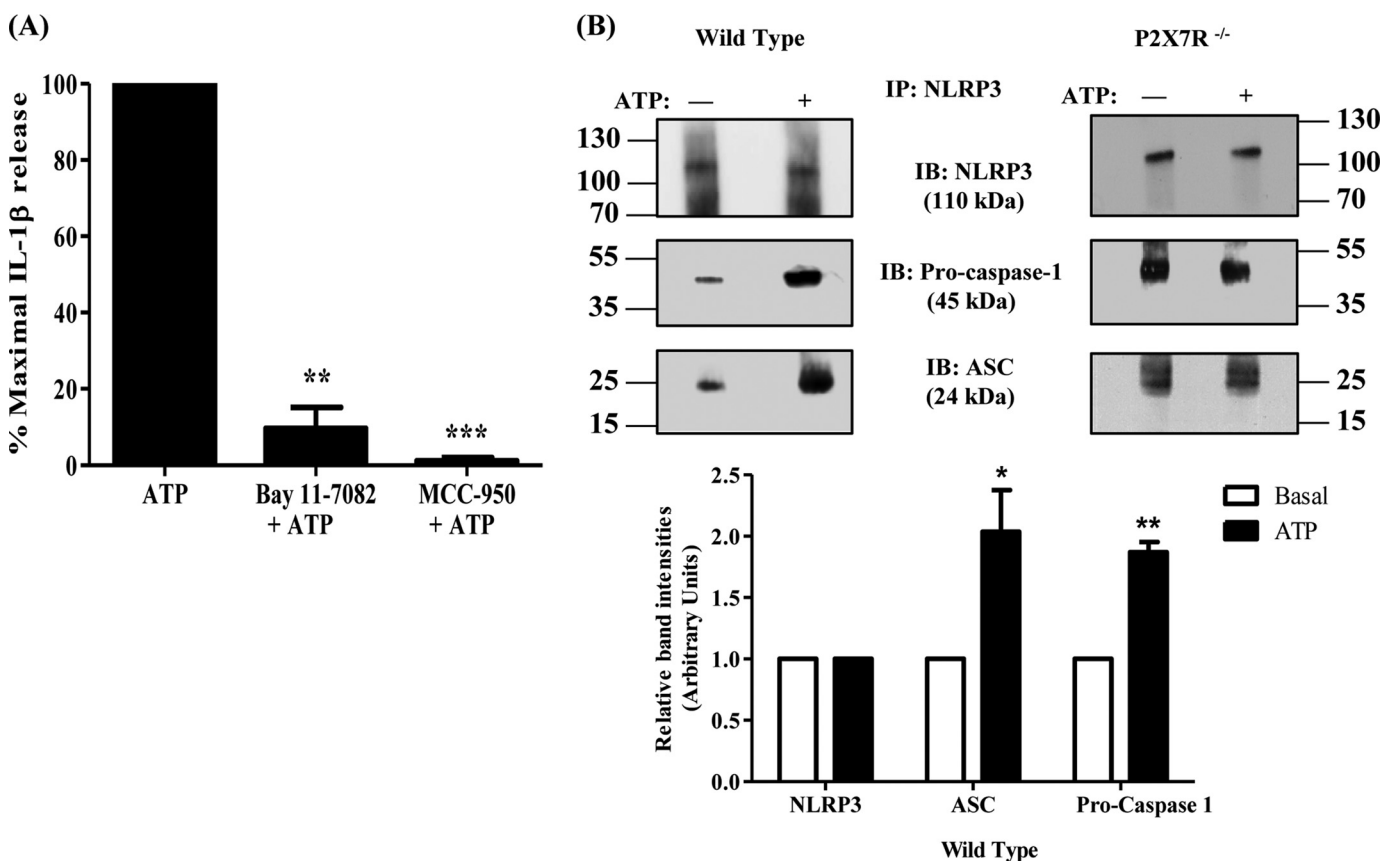 (A)
% Maximal IL-1β release
100
80
60
40
20
0
**
***
ATP
Bay 11-7082
+ ATP
MCC-950
+ ATP
(B)
Wild Type
P2X7R -/-
IP: NLRP3
ATP: — +
ATP: — +
130
100
70
IB: NLRP3
(110 kDa)
130
100
70
55
35
IB: Pro-caspase-1
(45 kDa)
55
35
25
15
IB: ASC
(24 kDa)
25
15
Relative band intensities
(Arbitrary Units)
2.5
2.0
1.5
1.0
0.5
0.0
*
**
Basal
ATP
NLRP3
ASC
Pro-Caspase 1
Wild Type